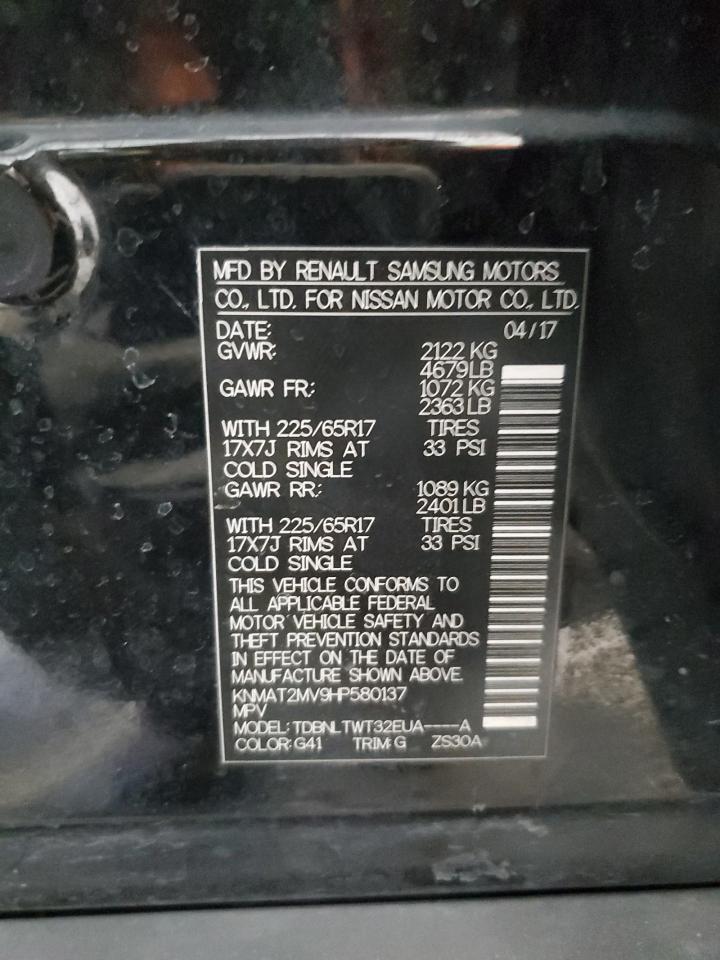 MFD BY RENAULT SAMSUNG MOTORS
CO., LTD. FOR NISSAN MOTOR CO., LTD.
DATE: 04/17
GVWR: 2122 KG
4679LB
GAWR FR: 1072 KG
2363LB
WITH 225/65R17 TIRES
17X7J RIMS AT 33 PSI
COLD SINGLE
GAWR RR: 1089 KG
2401LB
WITH 225/65R17 TIRES
17X7J RIMS AT 33 PSI
COLD SINGLE
THIS VEHICLE CONFORMS TO
ALL APPLICABLE FEDERAL
MOTOR VEHICLE SAFETY AND
THEFT PREVENTION STANDARDS
IN EFFECT ON THE DATE OF
MANUFACTURE SHOWN ABOVE.
KNMAT2MV9HP580137
MPV
MODEL: TDBNLTWT32EUA----A
COLOR: G41 TRIM: G ZS30A